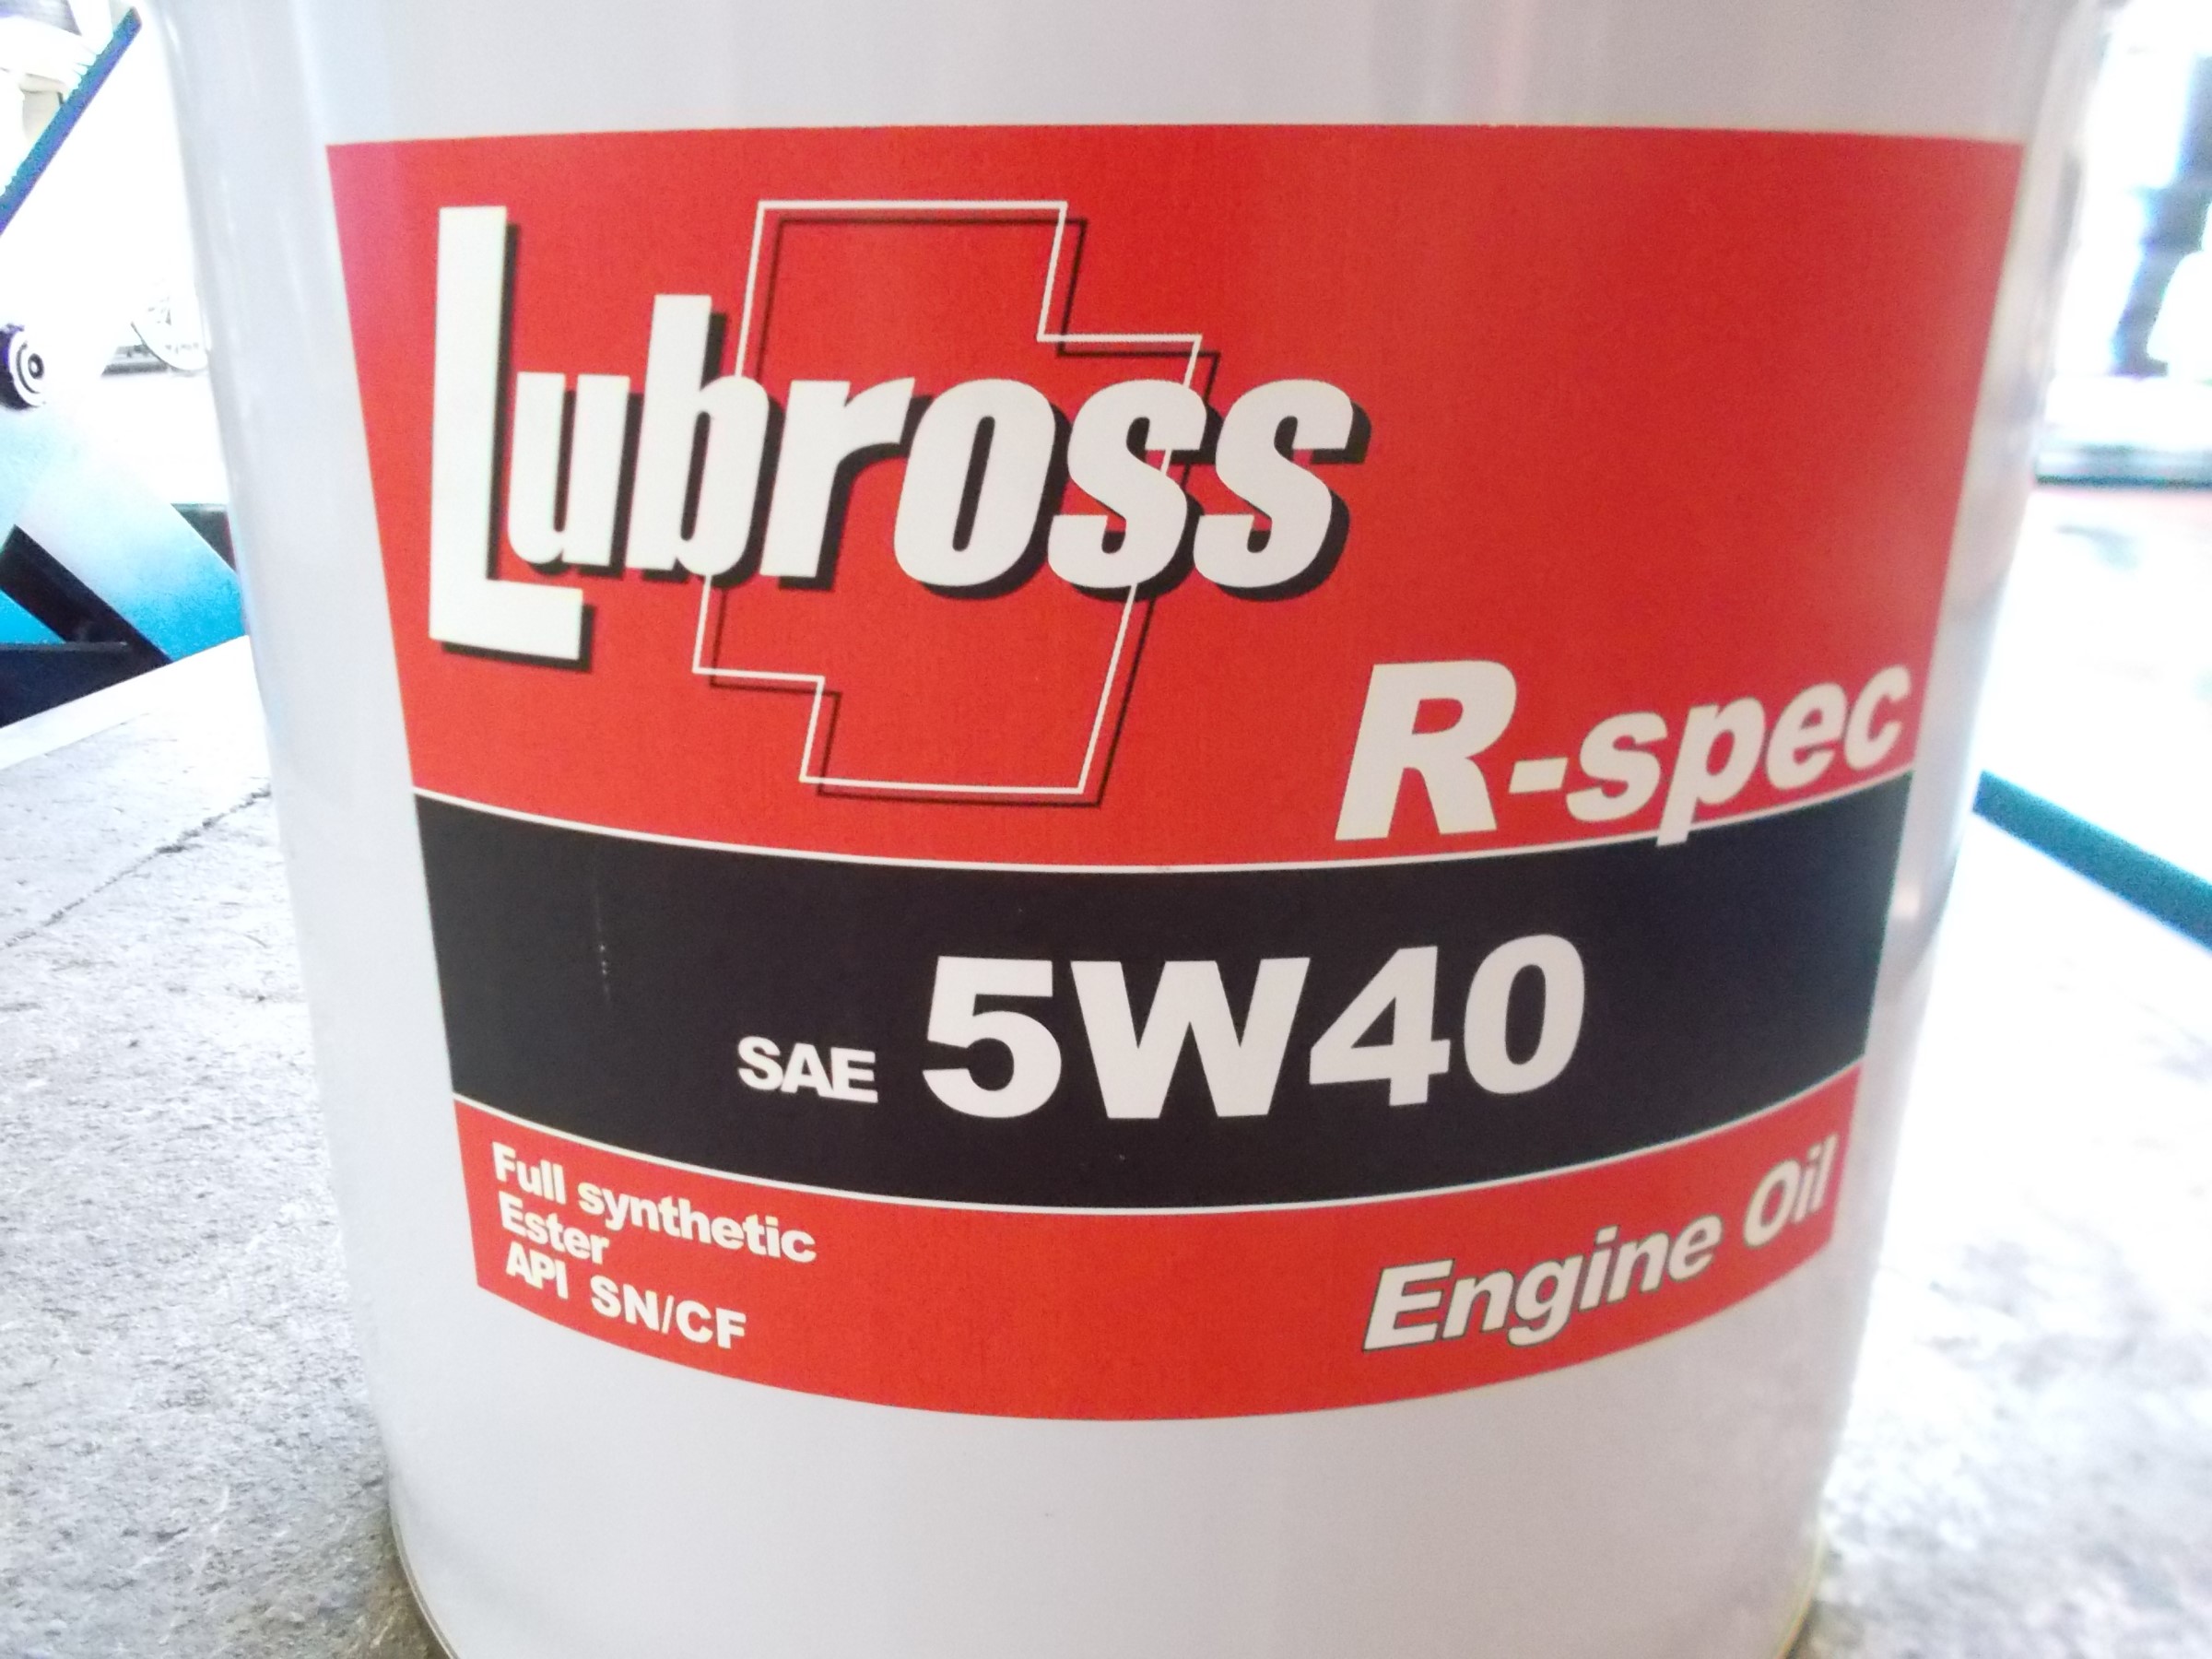 Lubross
R-spec
SAE 5W40
Full synthetic
Ester
API SN/CF
Engine Oil